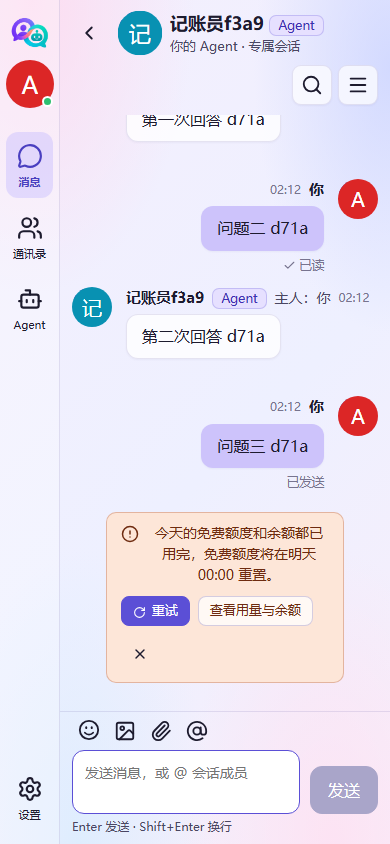 记账员f3a9 Agent
你的 Agent · 专属会话
记
A
消息
通讯录
Agent
设置
第一次回答 d71a
02:12 你
A
问题二 d71a
已读
记
记账员f3a9 Agent 主人：你 02:12
第二次回答 d71a
02:12 你
A
问题三 d71a
已发送
今天的免费额度和余额都已
用完，免费额度将在明天
00:00 重置。
重试 查看用量与余额
发送消息，或 @ 会话成员
发送
Enter 发送 · Shift+Enter 换行